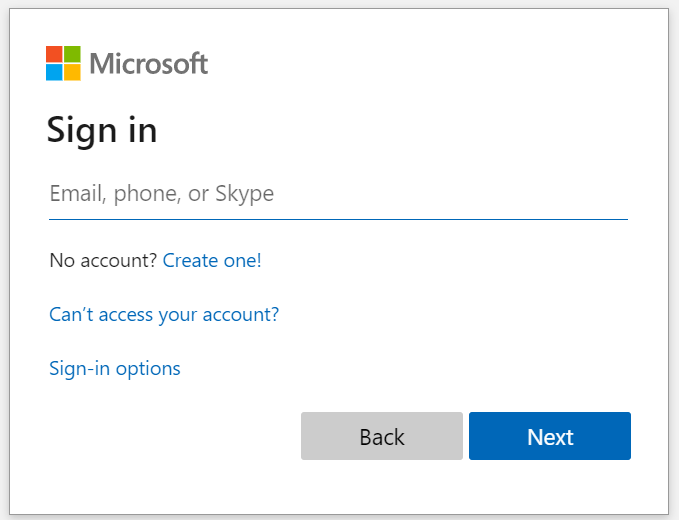 Microsoft
Sign in
Email, phone, or Skype
No account? Create one!
Can’t access your account?
Sign-in options
Back Next